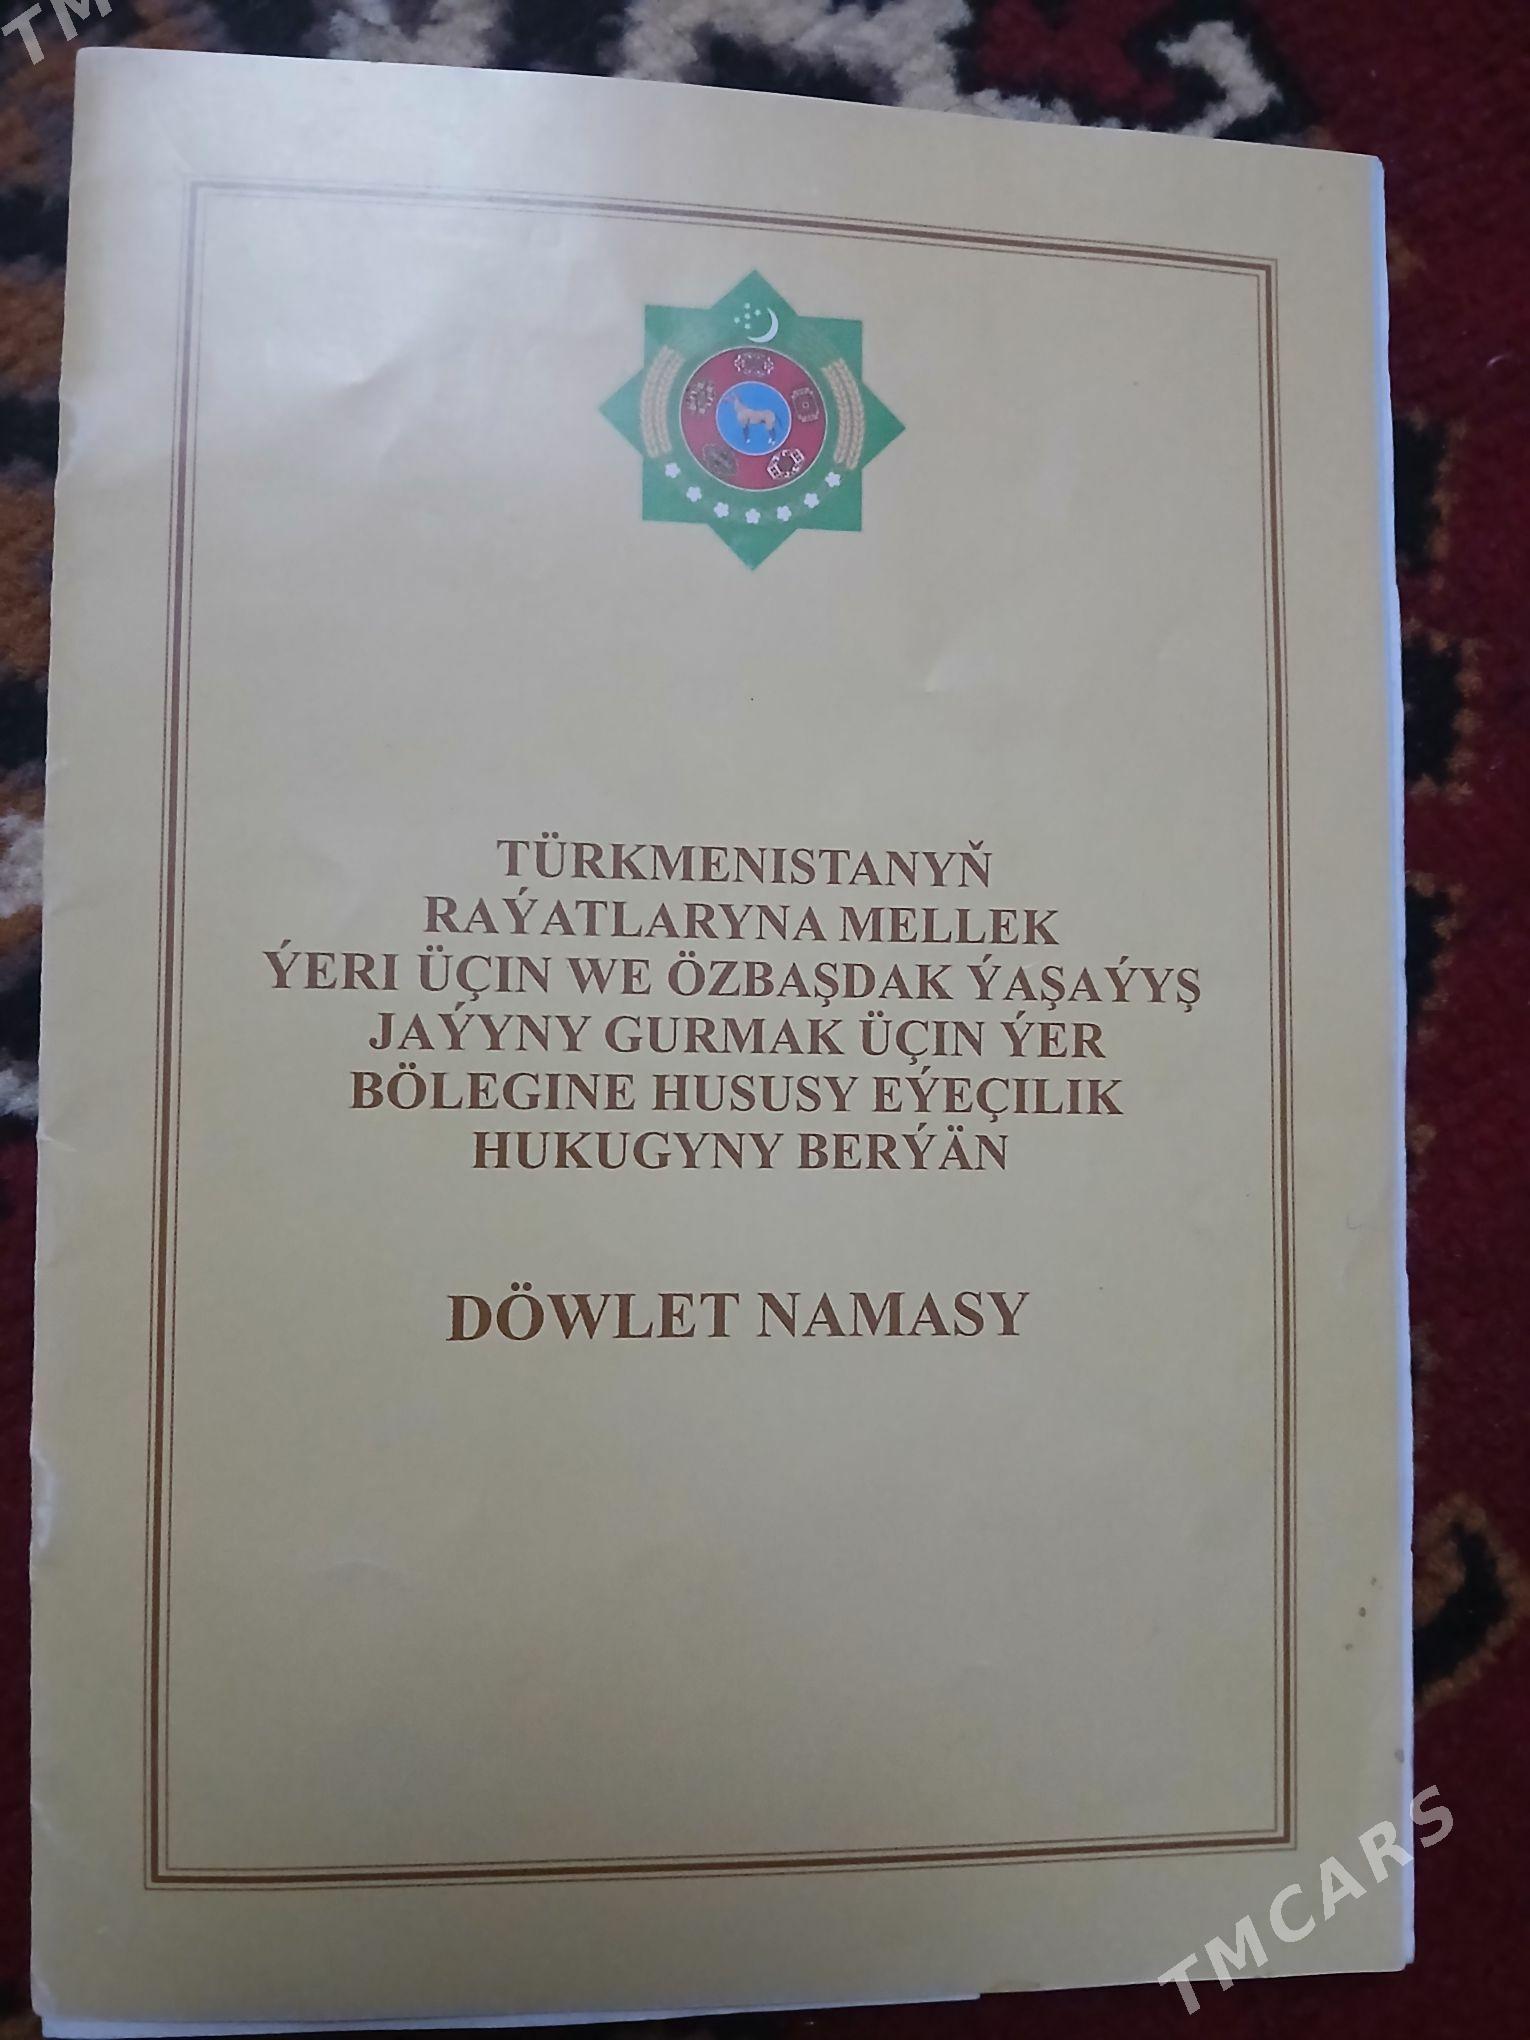 TM
TÜRKMENISTANYŇ
RAÝATLARYNA MELLEK
ÝERI ÜÇIN WE ÖZBAŞDAK ÝAŞAÝYŞ
JAÝYNY GURMAK ÜÇIN ÝER
BÖLEGINE HUSUSY EÝEÇILIK
HUKUGYNY BERÝÄN
DÖWLET NAMASY
TMCARS